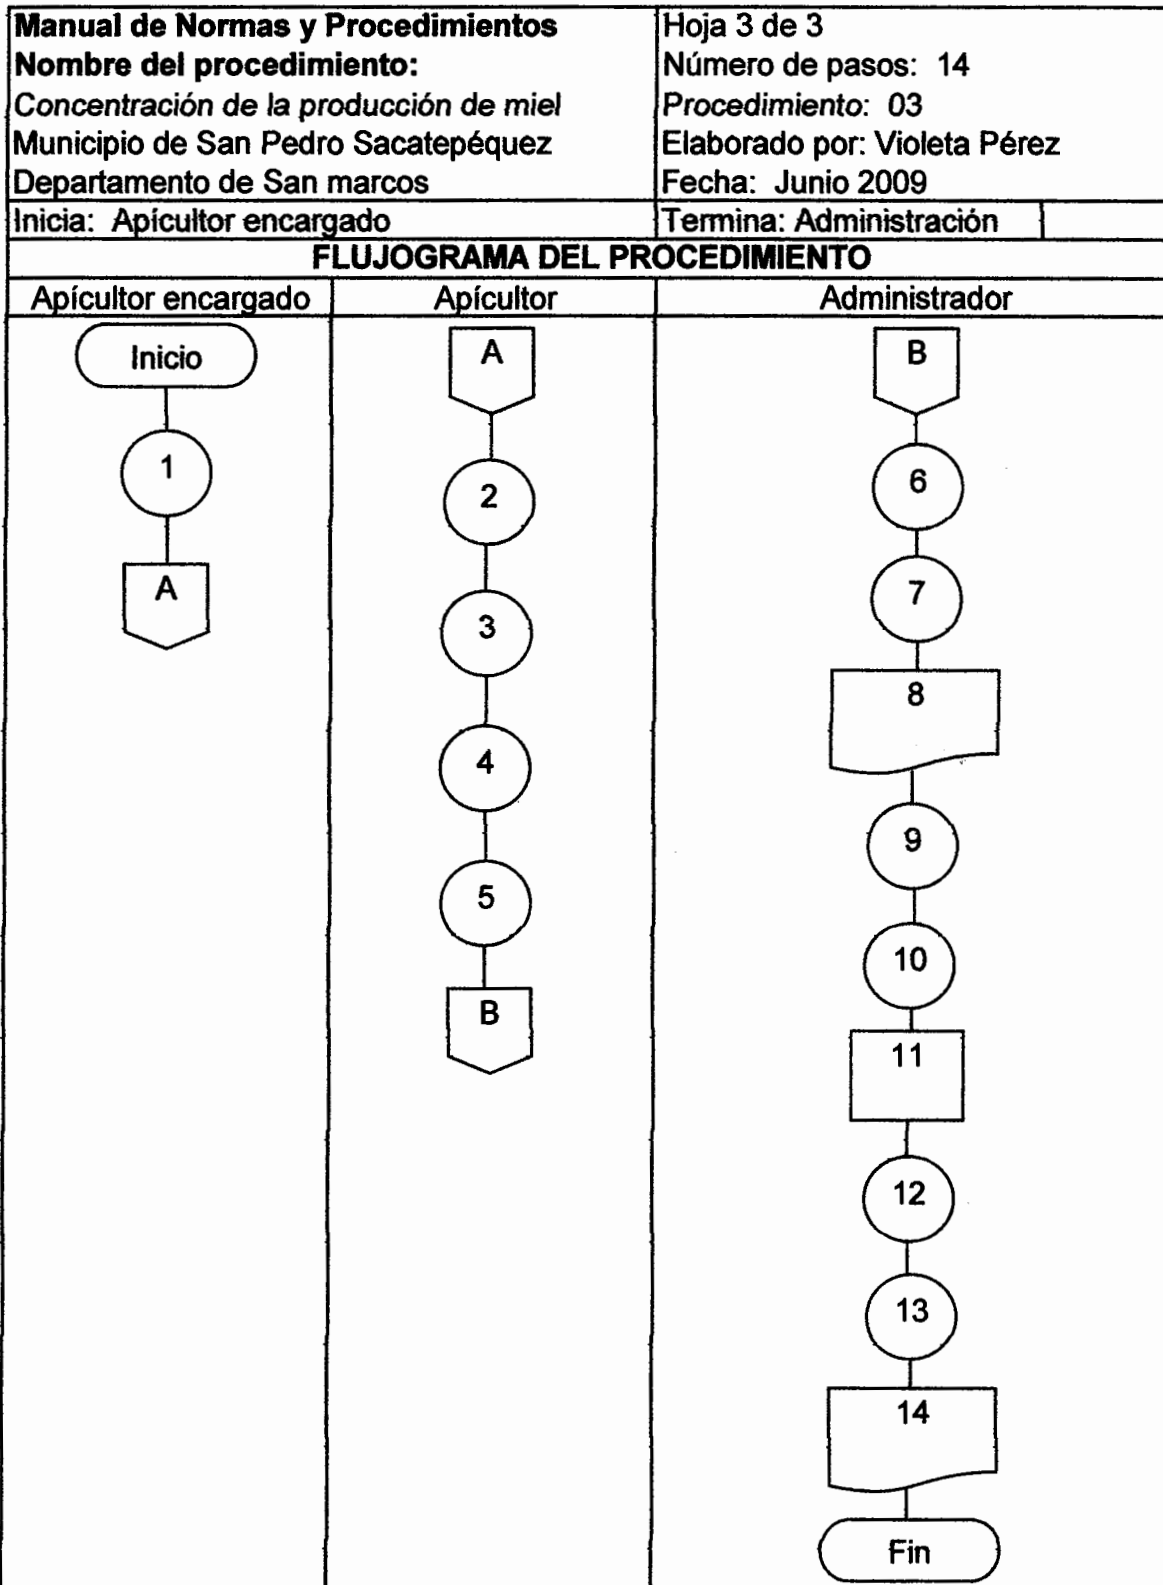 Manual de Normas y Procedimientos
Nombre del procedimiento:
Concentración de la producción de miel
Municipio de San Pedro Sacatepéquez
Departamento de San marcos
Hoja 3 de 3
Número de pasos: 14
Procedimiento: 03
Elaborado por: Violeta Pérez
Fecha: Junio 2009
Inicia: Apícultor encargado
Termina: Administración
FLUJOGRAMA DEL PROCEDIMIENTO
Apícultor encargado
Apícultor
Administrador
Inicio
1
A
A
2
3
4
5
B
B
6
7
8
9
10
11
12
13
14
Fin